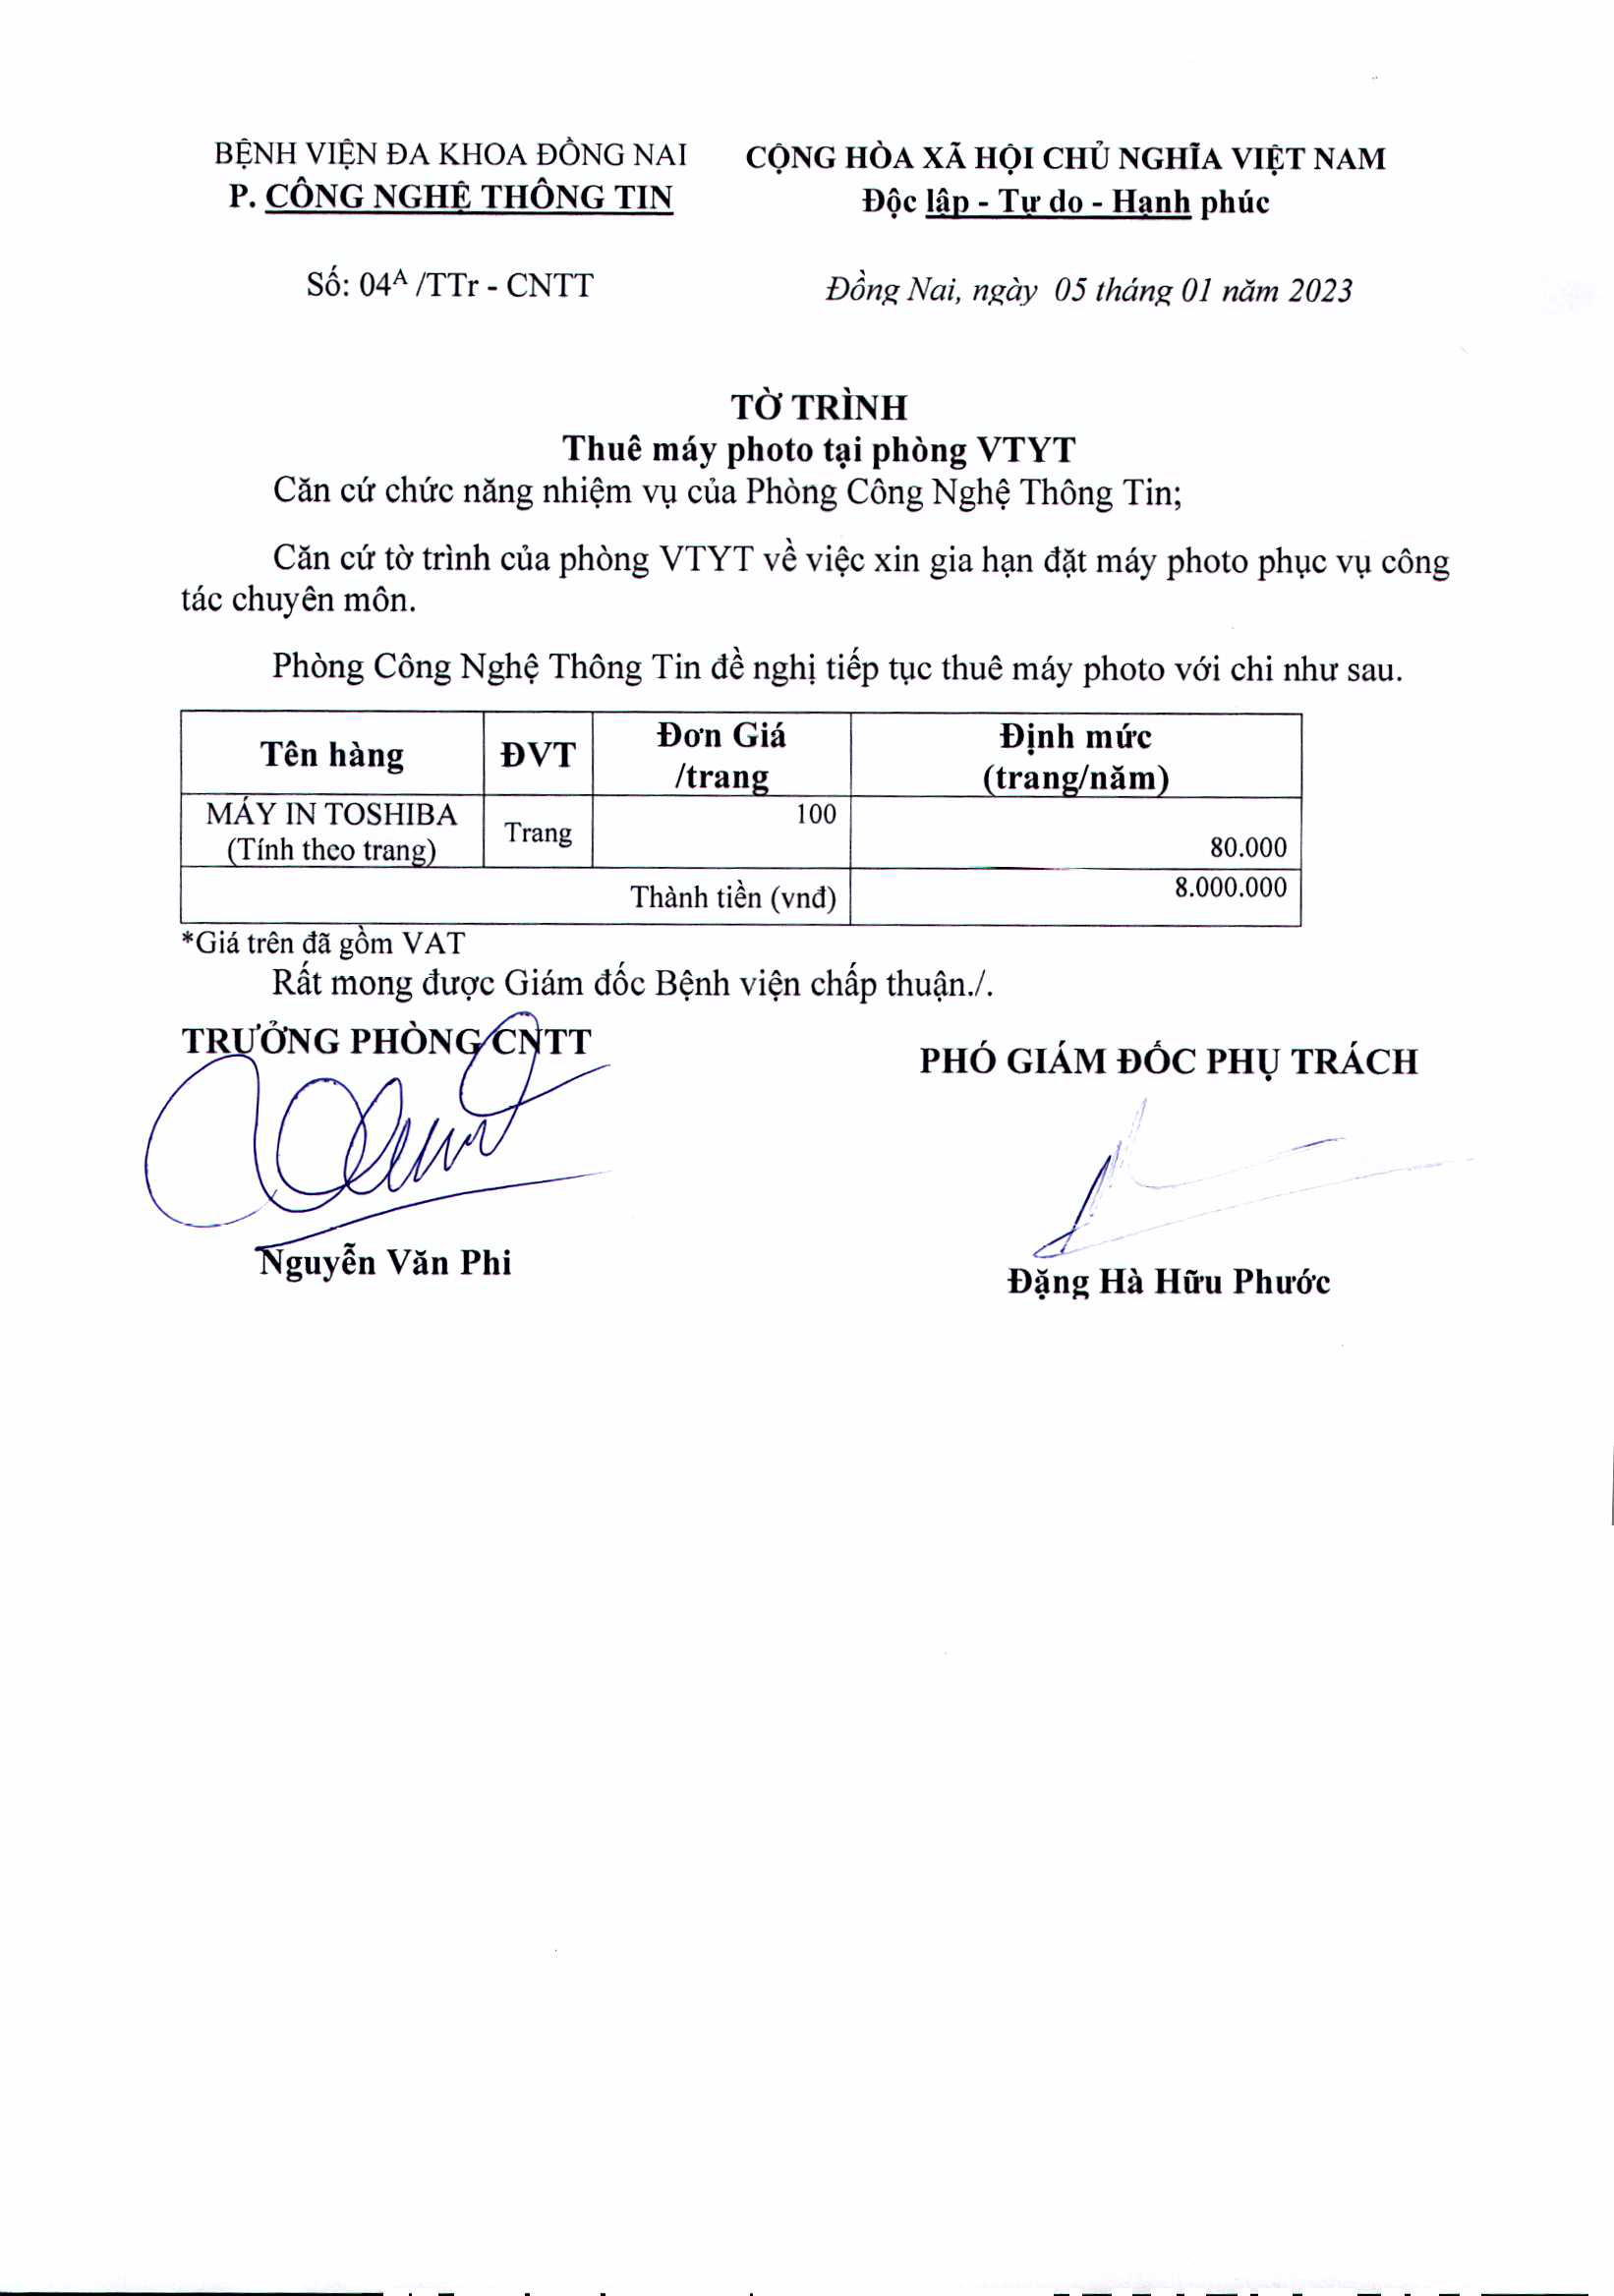 BỆNH VIỆN ĐA KHOA ĐỒNG NAI
P. CÔNG NGHỆ THÔNG TIN
CỘNG HÒA XÃ HỘI CHỦ NGHĨA VIỆT NAM
Độc lập - Tự do - Hạnh phúc
Số: 04ᴬ /TTr - CNTT
Đồng Nai, ngày 05 tháng 01 năm 2023
TỜ TRÌNH
Thuê máy photo tại phòng VTYT
Căn cứ chức năng nhiệm vụ của Phòng Công Nghệ Thông Tin;
Căn cứ tờ trình của phòng VTYT về việc xin gia hạn đặt máy photo phục vụ công
tác chuyên môn.
Phòng Công Nghệ Thông Tin đề nghị tiếp tục thuê máy photo với chi như sau.
Tên hàng ĐVT Đơn Giá /trang Định mức (trang/năm)
MÁY IN TOSHIBA (Tính theo trang) Trang 100 80.000
Thành tiền (vnđ) 8.000.000
*Giá trên đã gồm VAT
Rất mong được Giám đốc Bệnh viện chấp thuận./.
TRƯỞNG PHÒNG CNTT
PHÓ GIÁM ĐỐC PHỤ TRÁCH
Nguyễn Văn Phi
Đặng Hà Hữu Phước